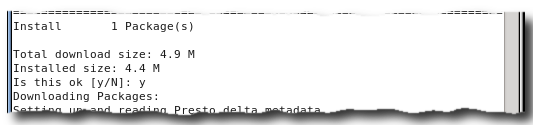 Install      1 Package(s)
Total download size: 4.9 M
Installed size: 4.4 M
Is this ok [y/N]: y
Downloading Packages:
Setting up and reading Presto delta metadata